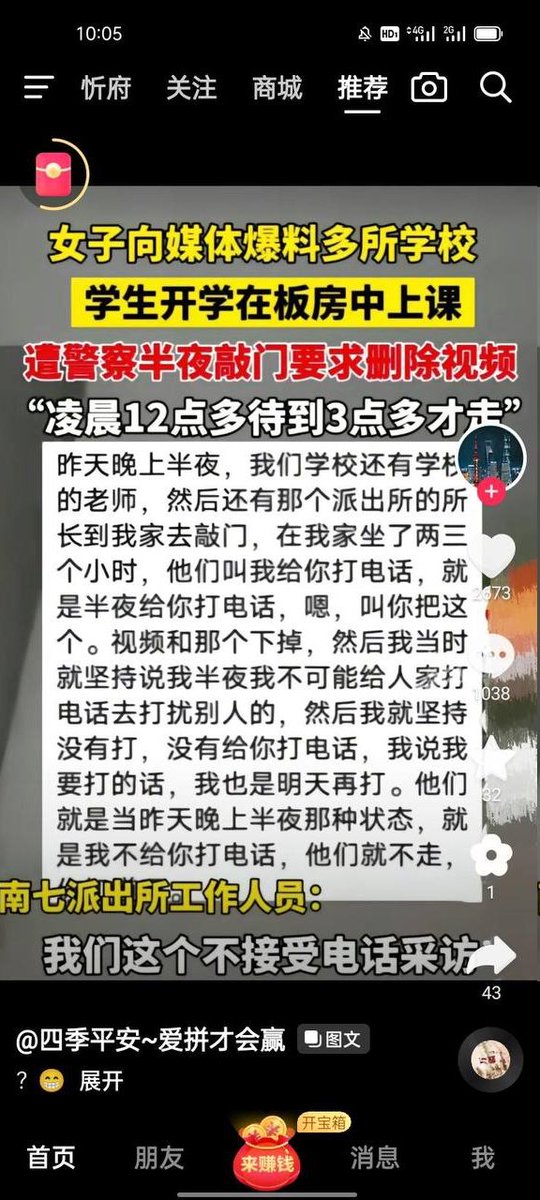 10:05
HD1 4G 2G
忻府 关注 商城 推荐
女子向媒体爆料多所学校
学生开学在板房中上课
遭警察半夜敲门要求删除视频
“凌晨12点多待到3点多才走”
昨天晚上半夜，我们学校还有学校
的老师，然后还有那个派出所的所
长到我家去敲门，在我家坐了两三
个小时，他们叫我给你打电话，就
是半夜给你打电话，嗯，叫你把这
个。视频和那个下掉，然后我当时
就坚持说我半夜我不可能给人家打
电话去打扰别人的，然后我就坚持
没有打，没有给你打电话，我说我
要打的话，我也是明天再打。他们
就是当昨天晚上半夜那种状态，就
是我不给你打电话，他们就不走，
南七派出所工作人员：
我们这个不接受电话采访
2673
1038
32
1
43
@四季平安~爱拼才会赢 图文
？😁 展开
开宝箱
首页 朋友 来赚钱 消息 我